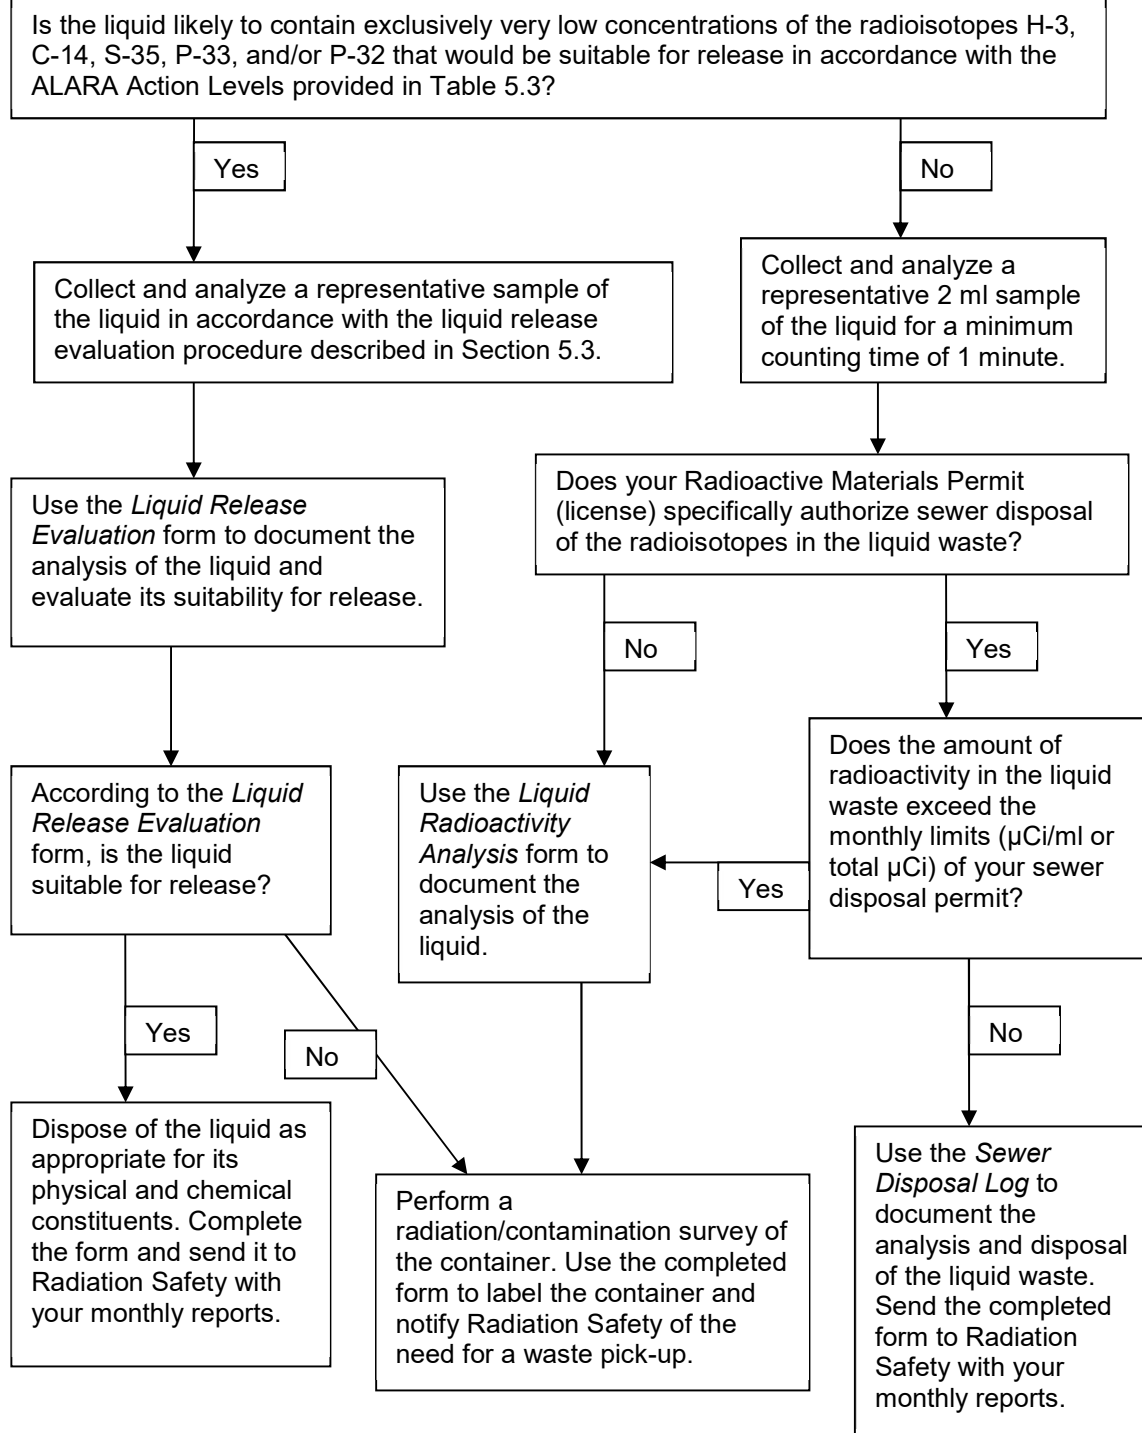 Is the liquid likely to contain exclusively very low concentrations of the radioisotopes H-3,
C-14, S-35, P-33, and/or P-32 that would be suitable for release in accordance with the
ALARA Action Levels provided in Table 5.3?
Yes
No
Collect and analyze a representative sample of
the liquid in accordance with the liquid release
evaluation procedure described in Section 5.3.
Collect and analyze a
representative 2 ml sample
of the liquid for a minimum
counting time of 1 minute.
Use the Liquid Release
Evaluation form to document the
analysis of the liquid and
evaluate its suitability for release.
Does your Radioactive Materials Permit
(license) specifically authorize sewer disposal
of the radioisotopes in the liquid waste?
No
Yes
According to the Liquid
Release Evaluation
form, is the liquid
suitable for release?
Use the Liquid
Radioactivity
Analysis form to
document the
analysis of the
liquid.
Does the amount of
radioactivity in the liquid
waste exceed the
monthly limits (µCi/ml or
total µCi) of your sewer
disposal permit?
Yes
Yes
No
No
Dispose of the liquid as
appropriate for its
physical and chemical
constituents. Complete
the form and send it to
Radiation Safety with
your monthly reports.
Perform a
radiation/contamination survey of
the container. Use the completed
form to label the container and
notify Radiation Safety of the
need for a waste pick-up.
Use the Sewer
Disposal Log to
document the
analysis and disposal
of the liquid waste.
Send the completed
form to Radiation
Safety with your
monthly reports.